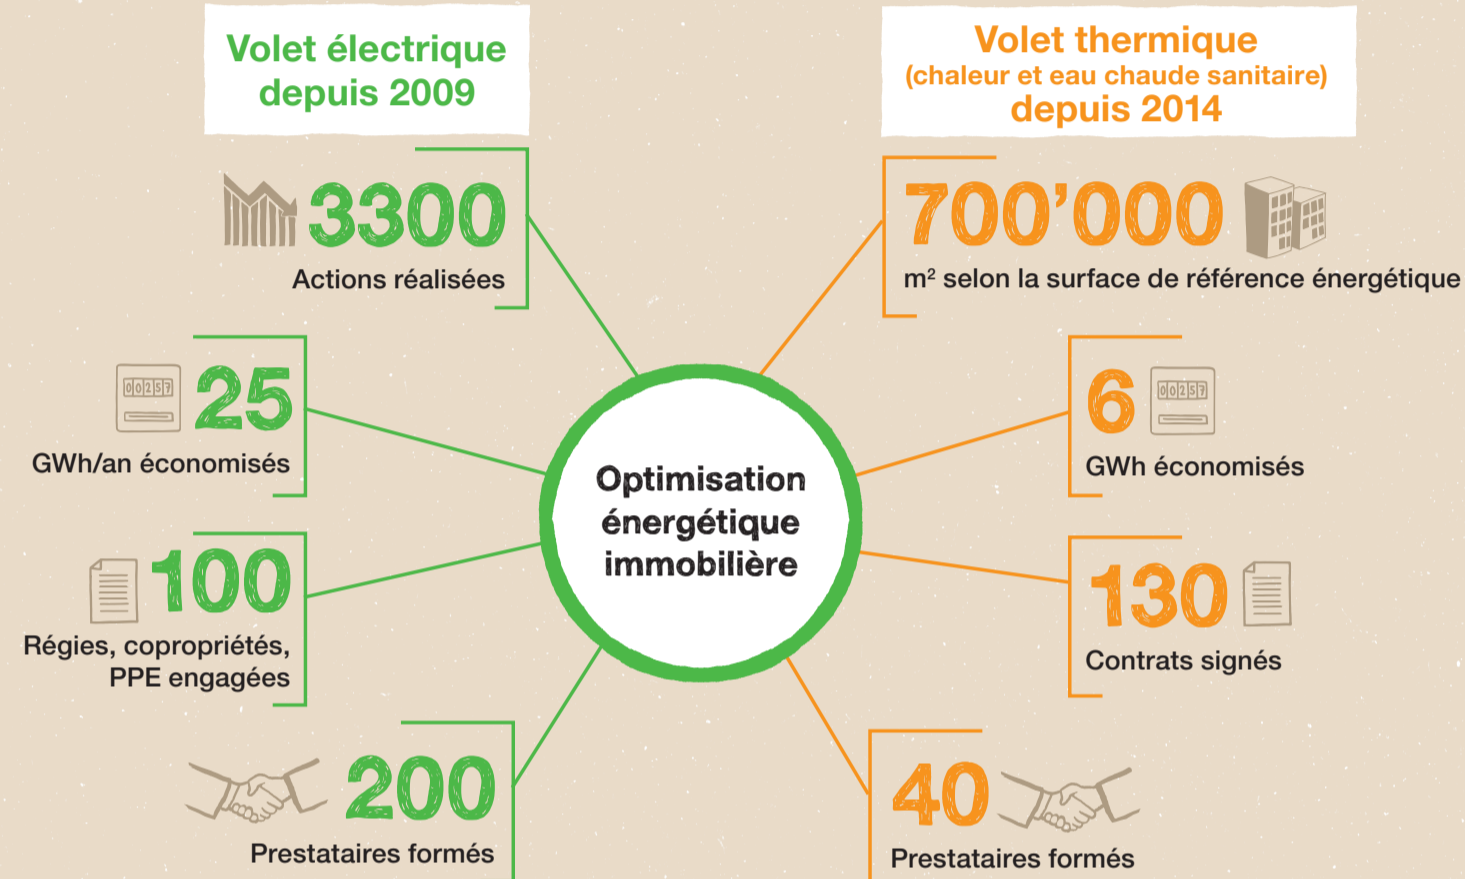 Volet électrique
depuis 2009
3300
Actions réalisées
00257
25
GWh/an économisés
100
Régies, copropriétés,
PPE engagées
200
Prestataires formés
Optimisation
énergétique
immobilière
Volet thermique
(chaleur et eau chaude sanitaire)
depuis 2014
700’000
m² selon la surface de référence énergétique
6
00257
GWh économisés
130
Contrats signés
40
Prestataires formés